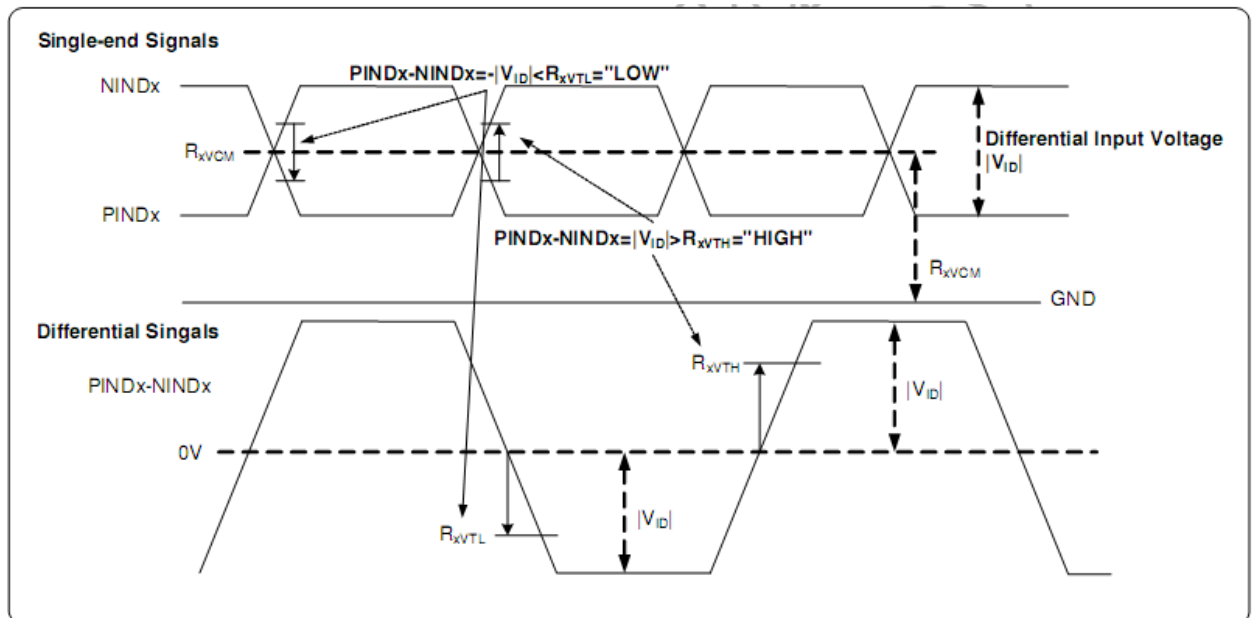 Single-end Signals
NINDx
PINDx-NINDx=-|VID|<RxVTL="LOW"
RxVCM
Differential Input Voltage
|VID|
PINDx
PINDx-NINDx=|VID|>RxVTH="HIGH"
RxVCM
GND
Differential Singals
RxVTH
PINDx-NINDx
|VID|
0V
|VID|
RxVTL